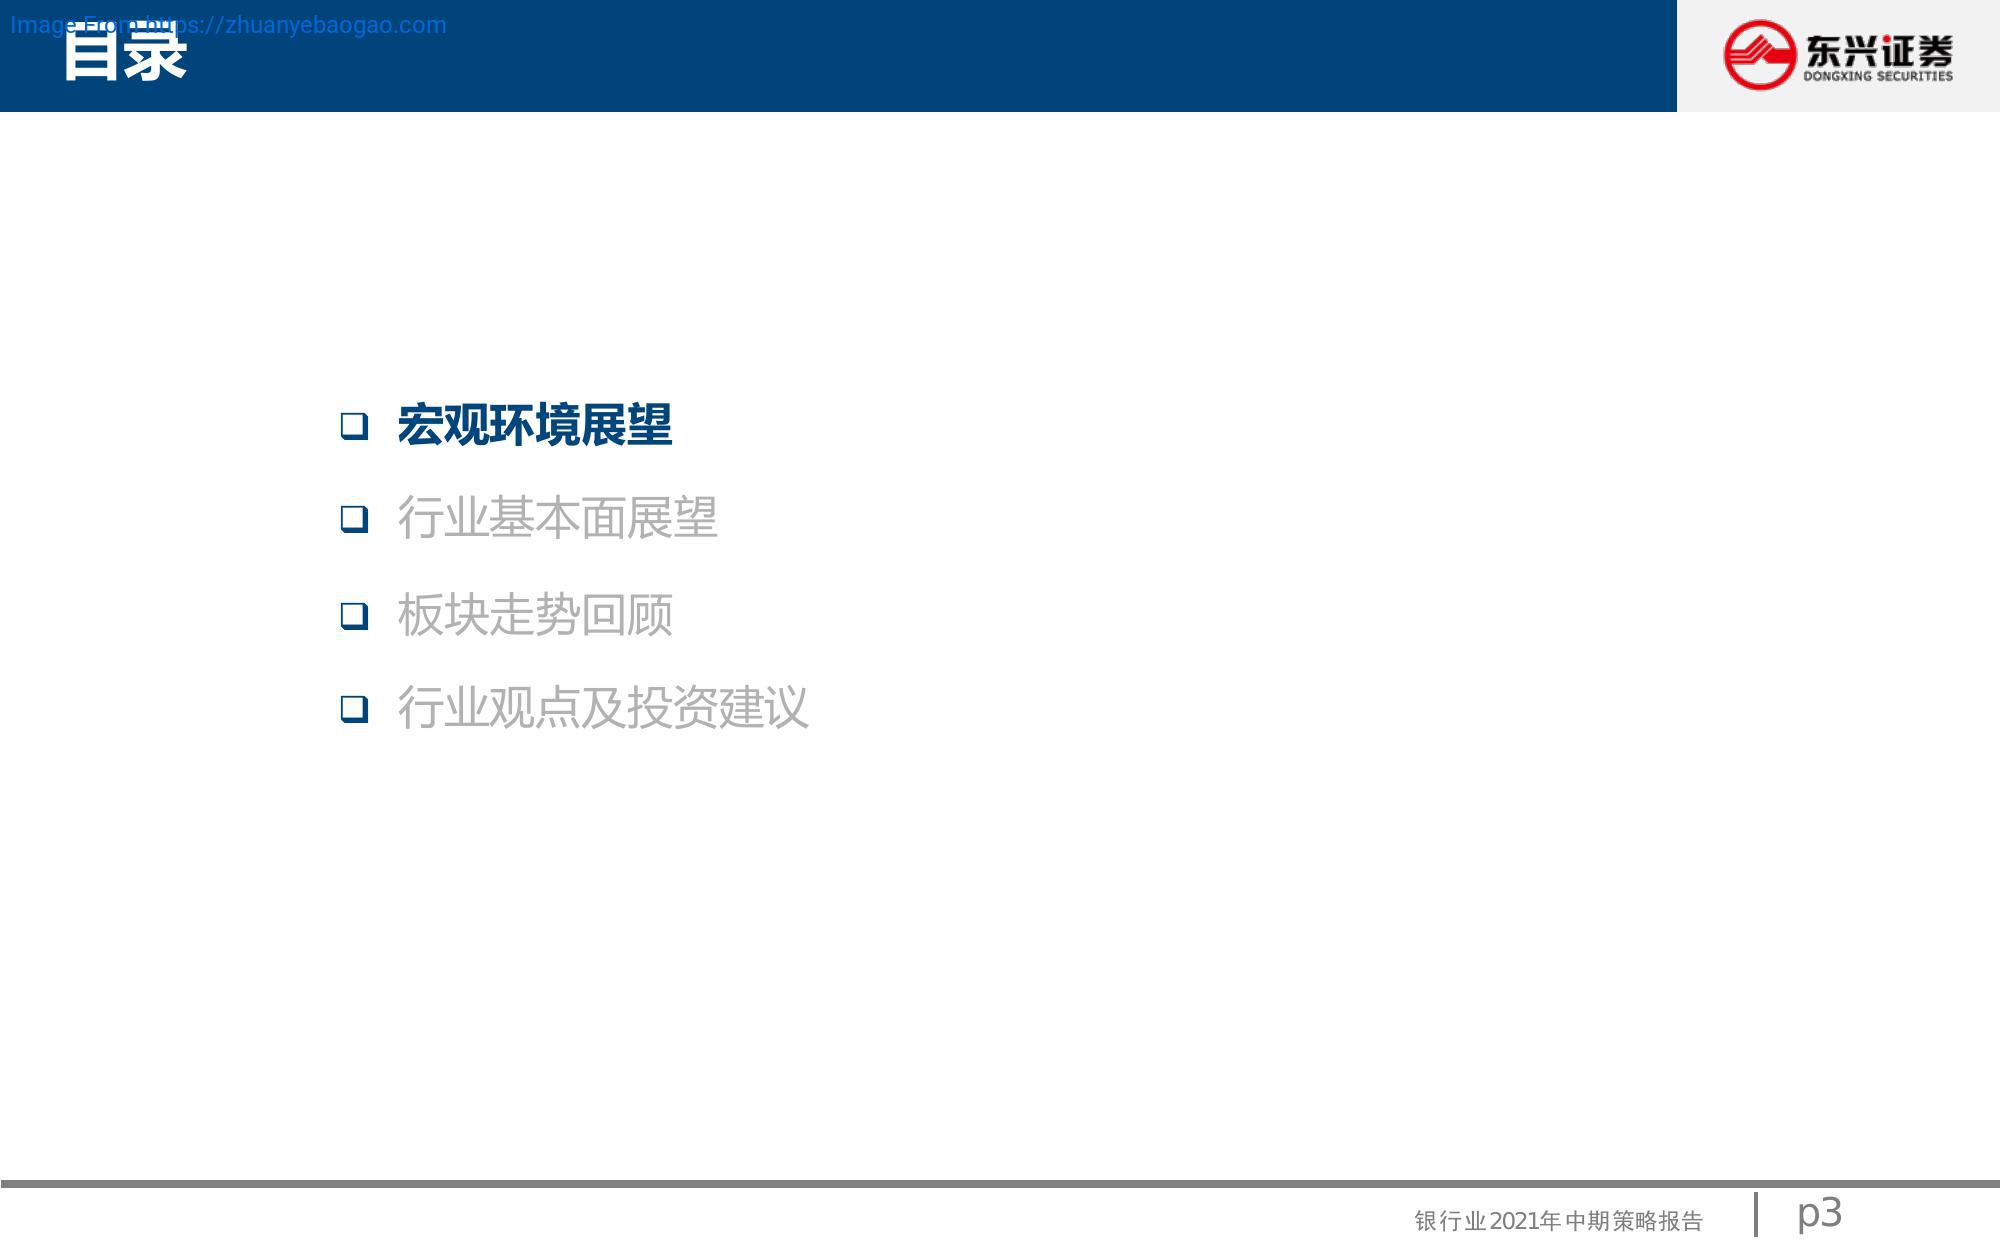 Image From https://zhuanyebaogao.com
目录
东兴证券
DONGXING SECURITIES
宏观环境展望
行业基本面展望
板块走势回顾
行业观点及投资建议
银行业2021年中期策略报告
p3